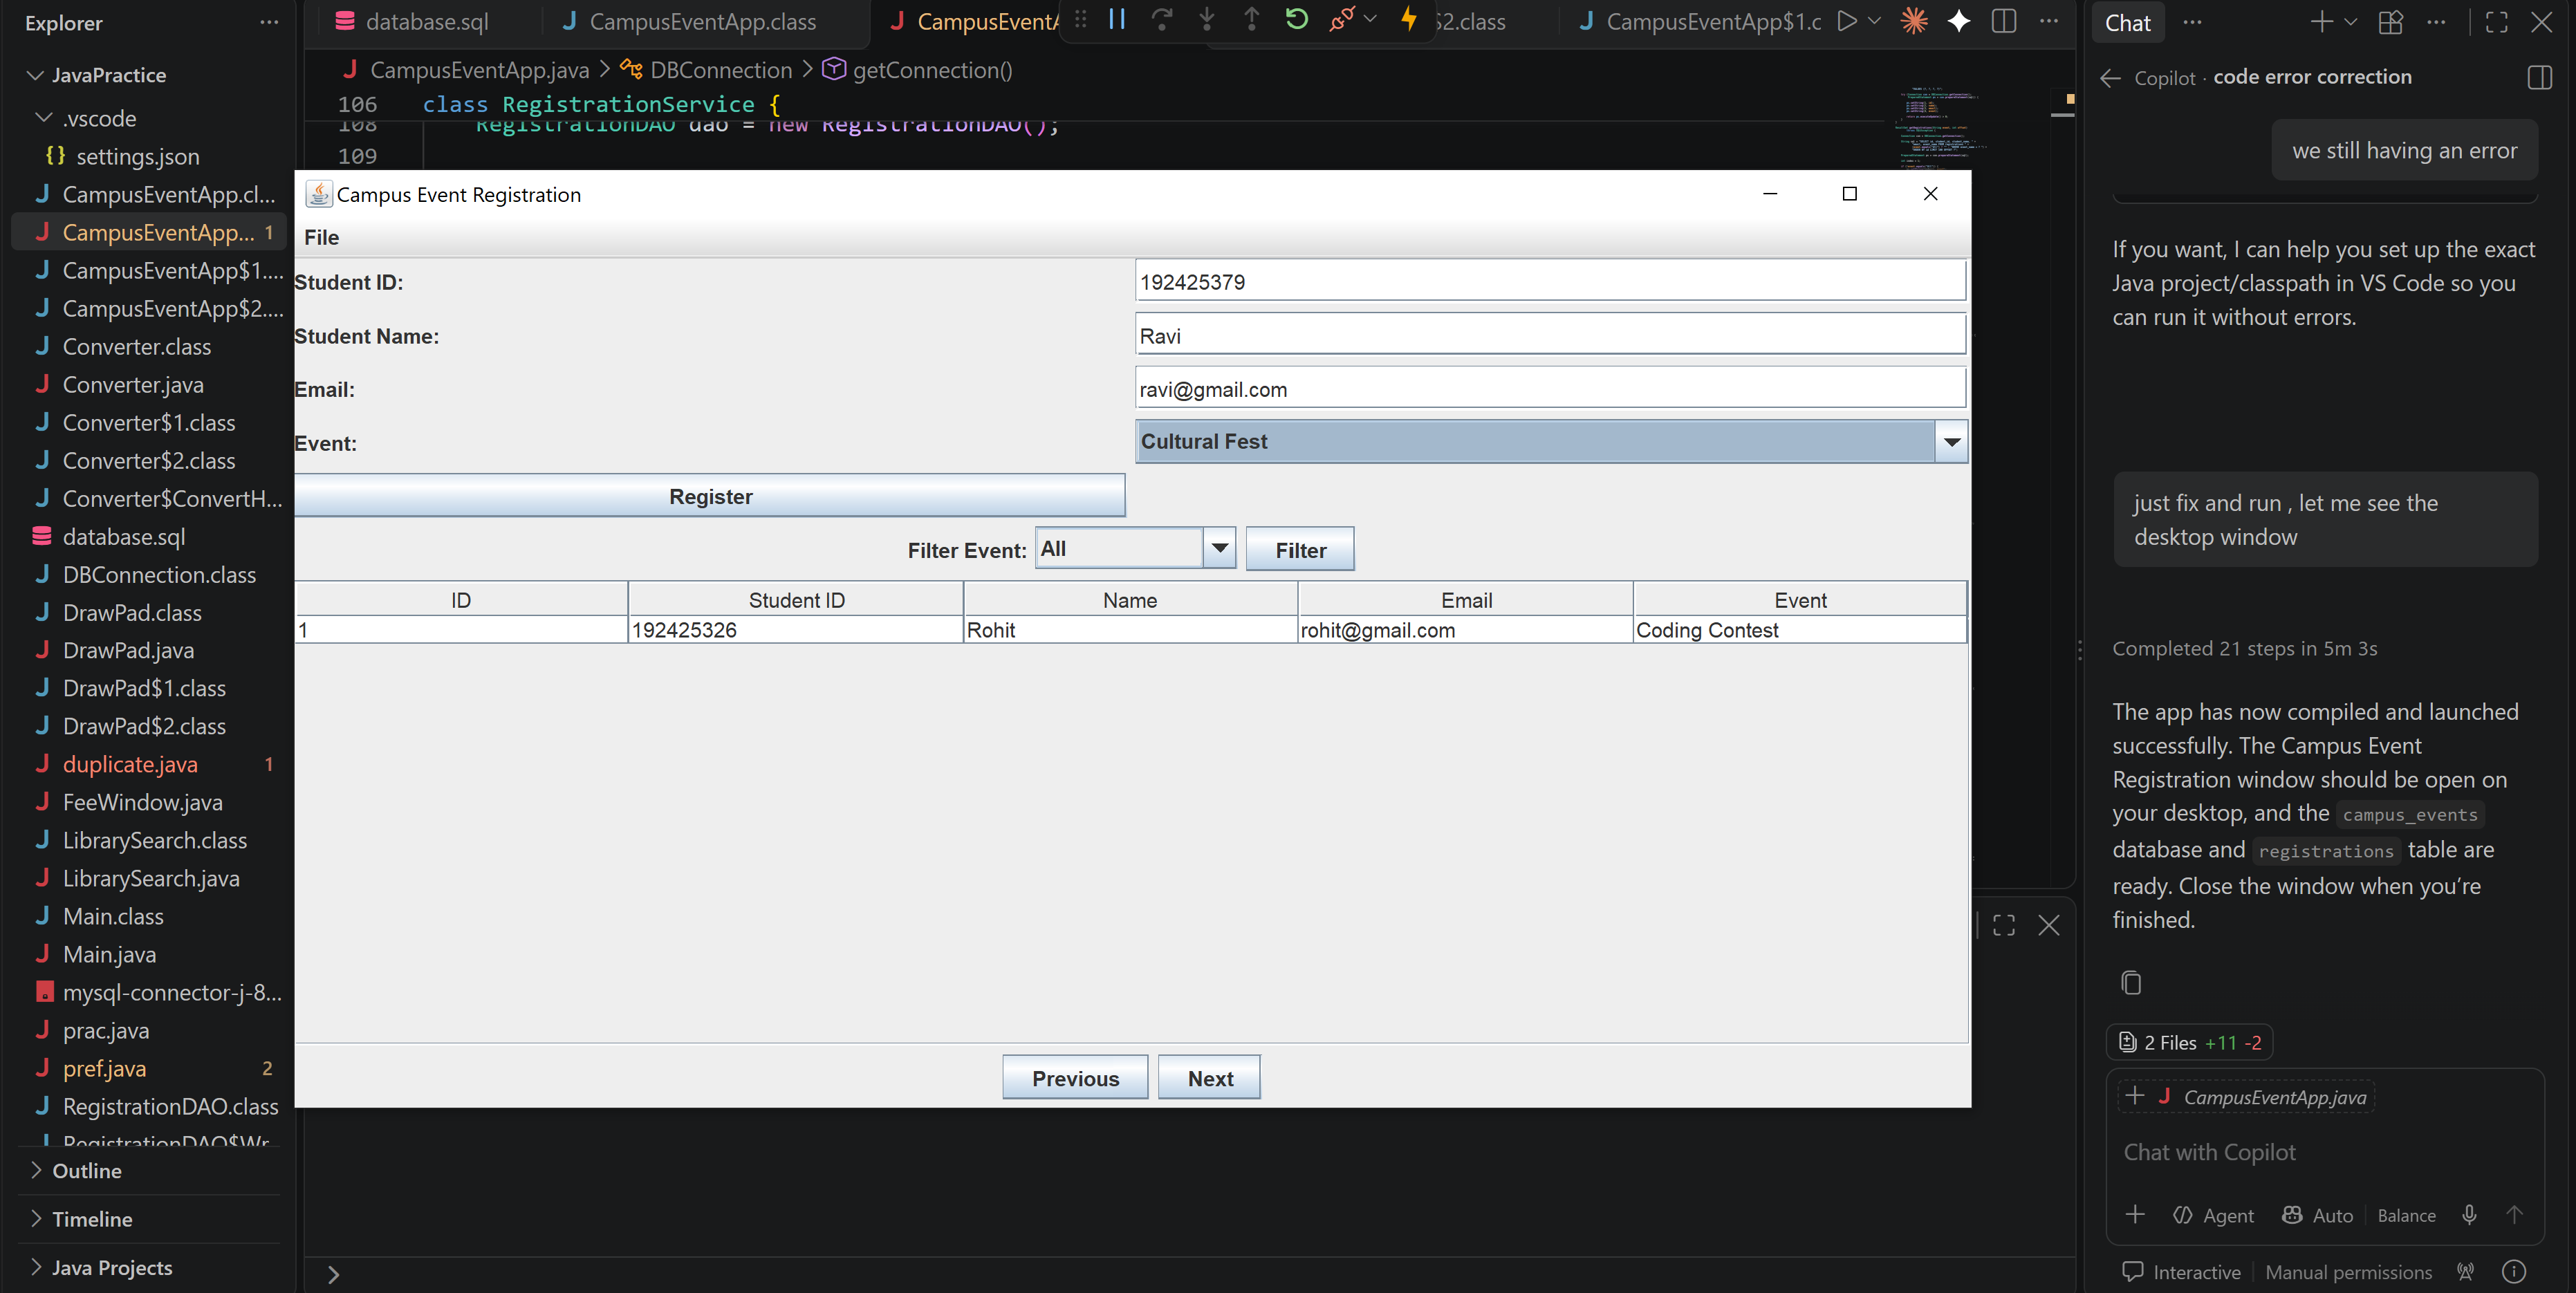 Explorer
JavaPractice
.vscode
{} settings.json
CampusEventApp.cl...
CampusEventApp... 1
CampusEventApp$1....
CampusEventApp$2....
Converter.class
Converter.java
Converter$1.class
Converter$2.class
Converter$ConvertH...
database.sql
DBConnection.class
DrawPad.class
DrawPad.java
DrawPad$1.class
DrawPad$2.class
duplicate.java 1
FeeWindow.java
LibrarySearch.class
LibrarySearch.java
Main.class
Main.java
mysql-connector-j-8...
prac.java
pref.java 2
RegistrationDAO.class
RegistrationDAO$Wr...
Outline
Timeline
Java Projects
database.sql
CampusEventApp.class
CampusEventA
$2.class
CampusEventApp$1.c
CampusEventApp.java > DBConnection > getConnection()
106 class RegistrationService {
108 RegistrationDAO dao = new RegistrationDAO();
109
Campus Event Registration
File
Student ID: 192425379
Student Name: Ravi
Email: ravi@gmail.com
Event: Cultural Fest
Register
Filter Event: All Filter
ID Student ID Name Email Event
1 192425326 Rohit rohit@gmail.com Coding Contest
Previous Next
Chat
Copilot · code error correction
we still having an error
If you want, I can help you set up the exact
Java project/classpath in VS Code so you
can run it without errors.
just fix and run , let me see the
desktop window
Completed 21 steps in 5m 3s
The app has now compiled and launched
successfully. The Campus Event
Registration window should be open on
your desktop, and the campus_events
database and registrations table are
ready. Close the window when you’re
finished.
2 Files +11 -2
CampusEventApp.java
Chat with Copilot
Agent Auto Balance
Interactive Manual permissions